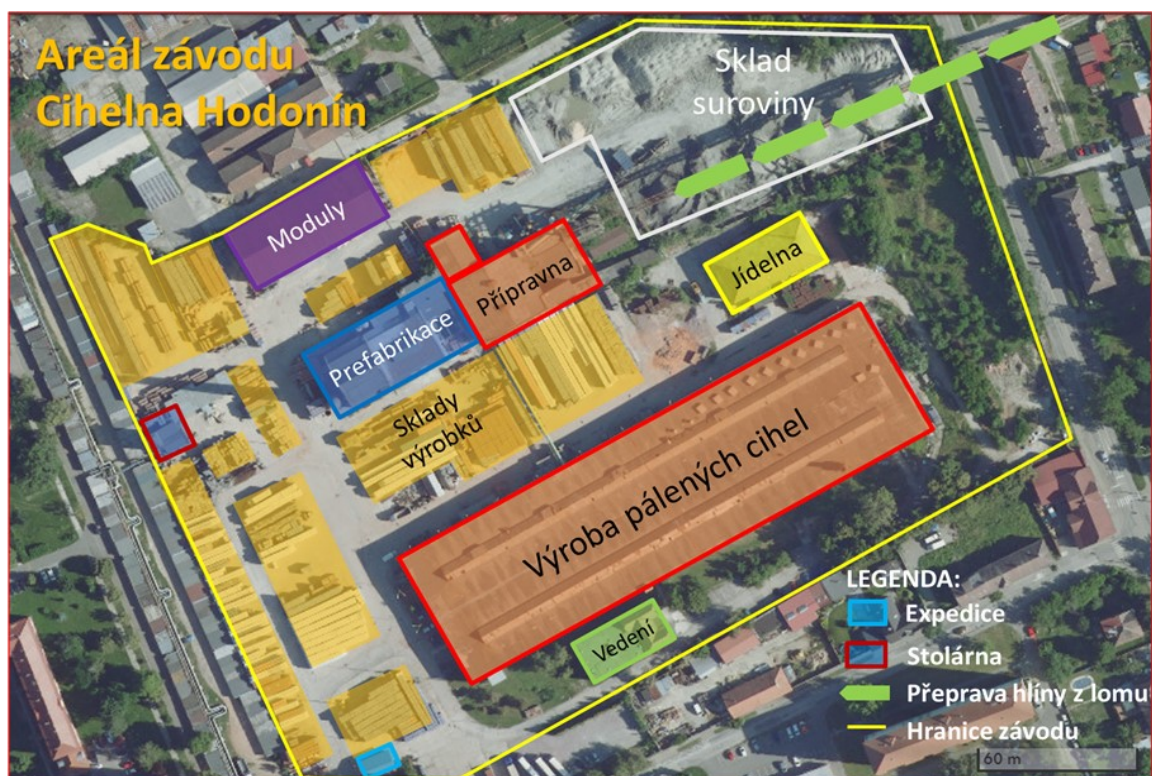 Areál závodu
Cihelna Hodonín
Sklad
suroviny
Moduly
Přípravna
Jídelna
Prefabrikace
Sklady
výrobků
Výroba pálených cihel
Vedení
LEGENDA:
Expedice
Stolárna
Přeprava hlíny z lomu
Hranice závodu
60 m